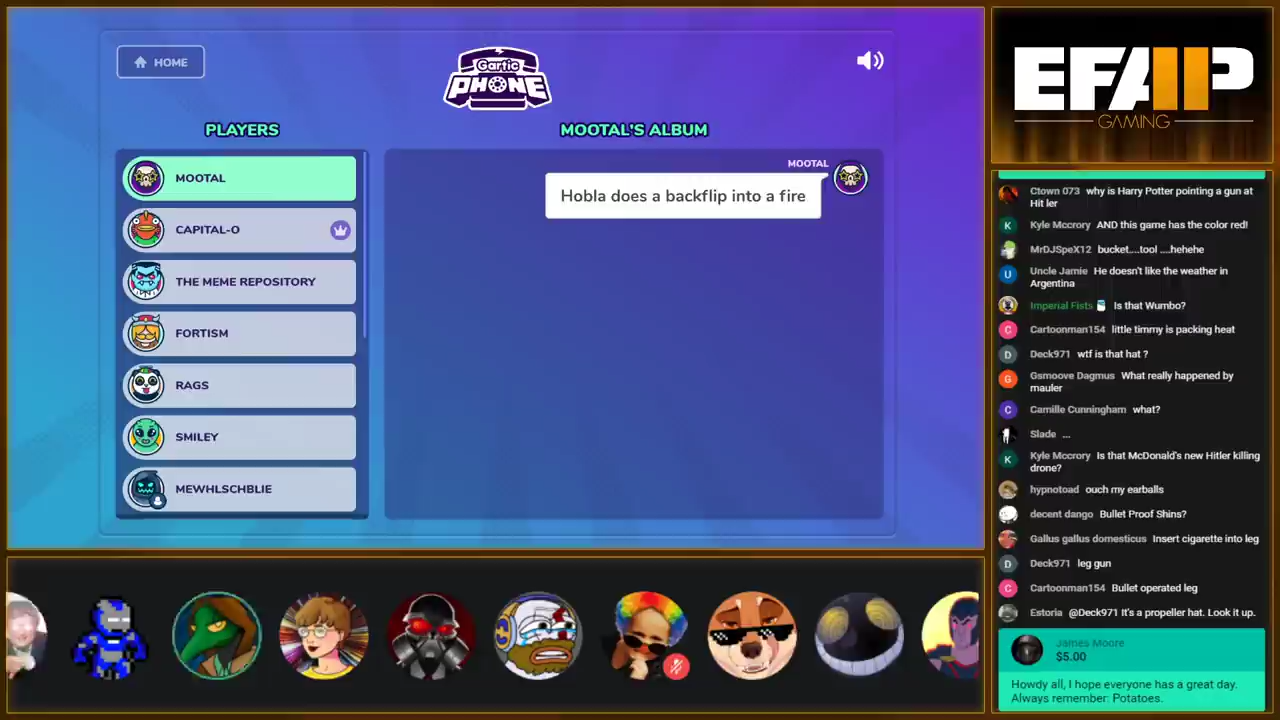 HOME
Gartic
PHONE
PLAYERS
MOOTAL
CAPITAL-O
THE MEME REPOSITORY
FORTISM
RAGS
SMILEY
MEWHLSCHBLIE
MOOTAL'S ALBUM
MOOTAL
Hobla does a backflip into a fire
EFAP
GAMING
Ctown 073 why is Harry Potter pointing a gun at
Hit ler
K Kyle Mccrory AND this game has the color red!
MrDJSpeX12 bucket....tool ....hehehe
U Uncle Jamie He doesn't like the weather in
Argentina
Imperial Fists Is that Wumbo?
C Cartoonman154 little timmy is packing heat
D Deck971 wtf is that hat ?
G Gsmoove Dagmus What really happened by
mauler
C Camille Cunningham what?
Slade ...
K Kyle Mccrory Is that McDonald's new Hitler killing
drone?
hypnotoad ouch my earballs
decent dango Bullet Proof Shins?
Gallus gallus domesticus Insert cigarette into leg
D Deck971 leg gun
C Cartoonman154 Bullet operated leg
Estoria @Deck971 It's a propeller hat. Look it up.
James Moore
$5.00
Howdy all, I hope everyone has a great day.
Always remember: Potatoes.